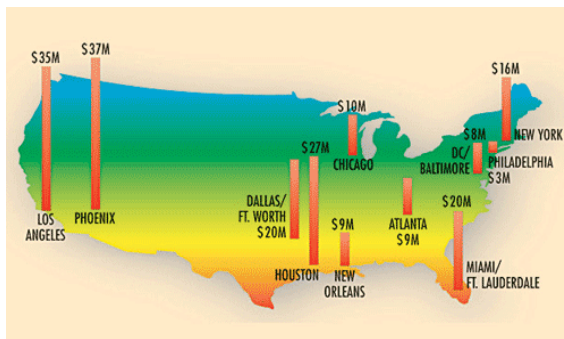 $35M
LOS
ANGELES
$37M
PHOENIX
DALLAS/
FT. WORTH
$20M
$27M
HOUSTON
$9M
NEW
ORLEANS
$10M
CHICAGO
ATLANTA
$9M
$20M
MIAMI/
FT. LAUDERDALE
$8M
DC/
BALTIMORE
PHILADELPHIA
$3M
$16M
NEW YORK